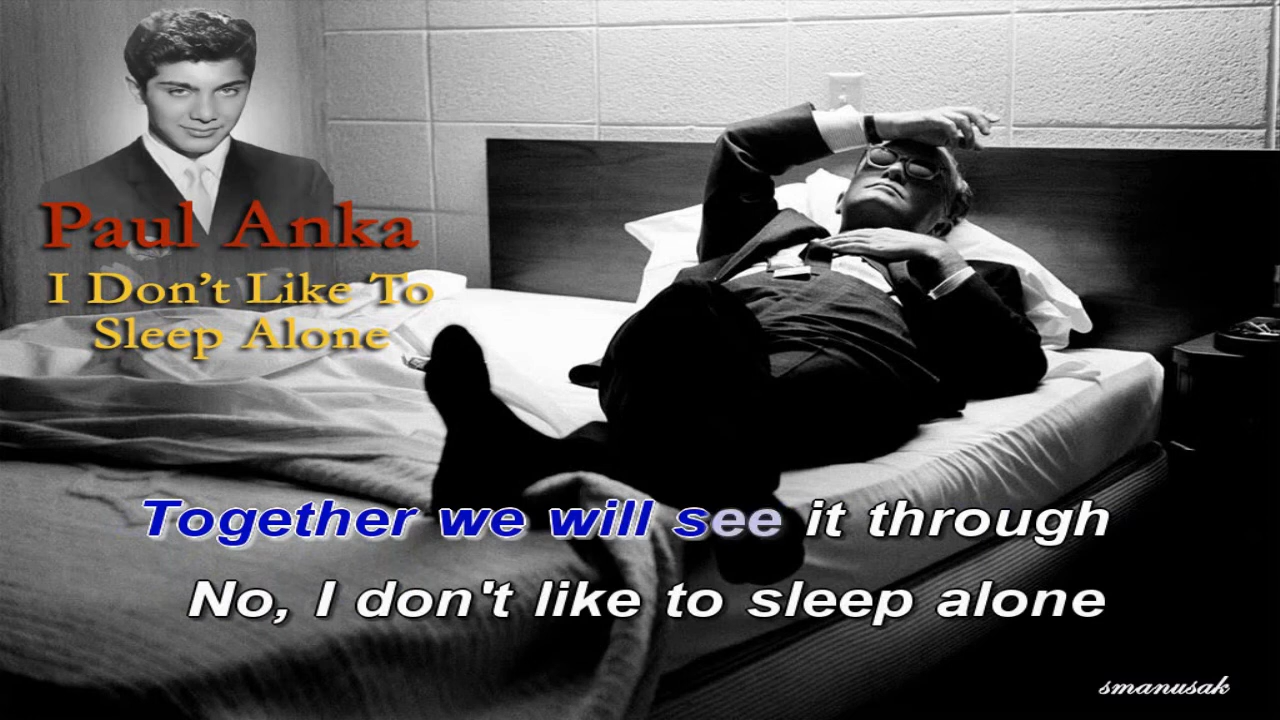 Paul Anka
I Don't Like To
Sleep Alone
Together we will see it through
No, I don't like to sleep alone
smanusak